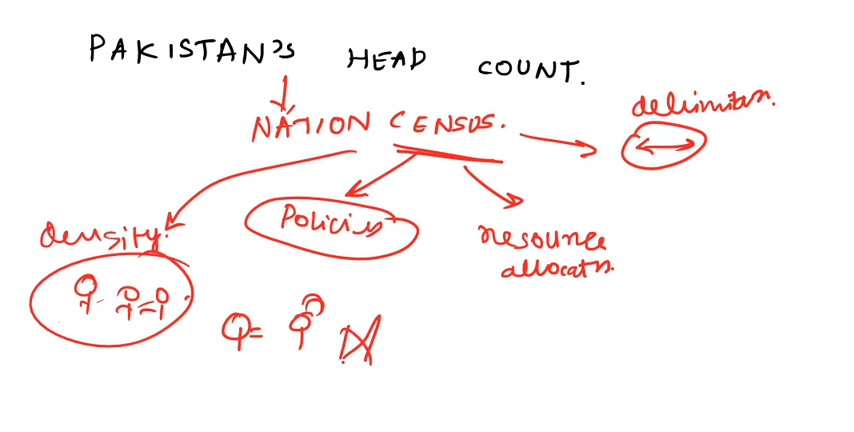 PAKISTAN's HEAD COUNT.
NATION CENSUS.
delimitatn.
density.
Policies
resource
allocatn.